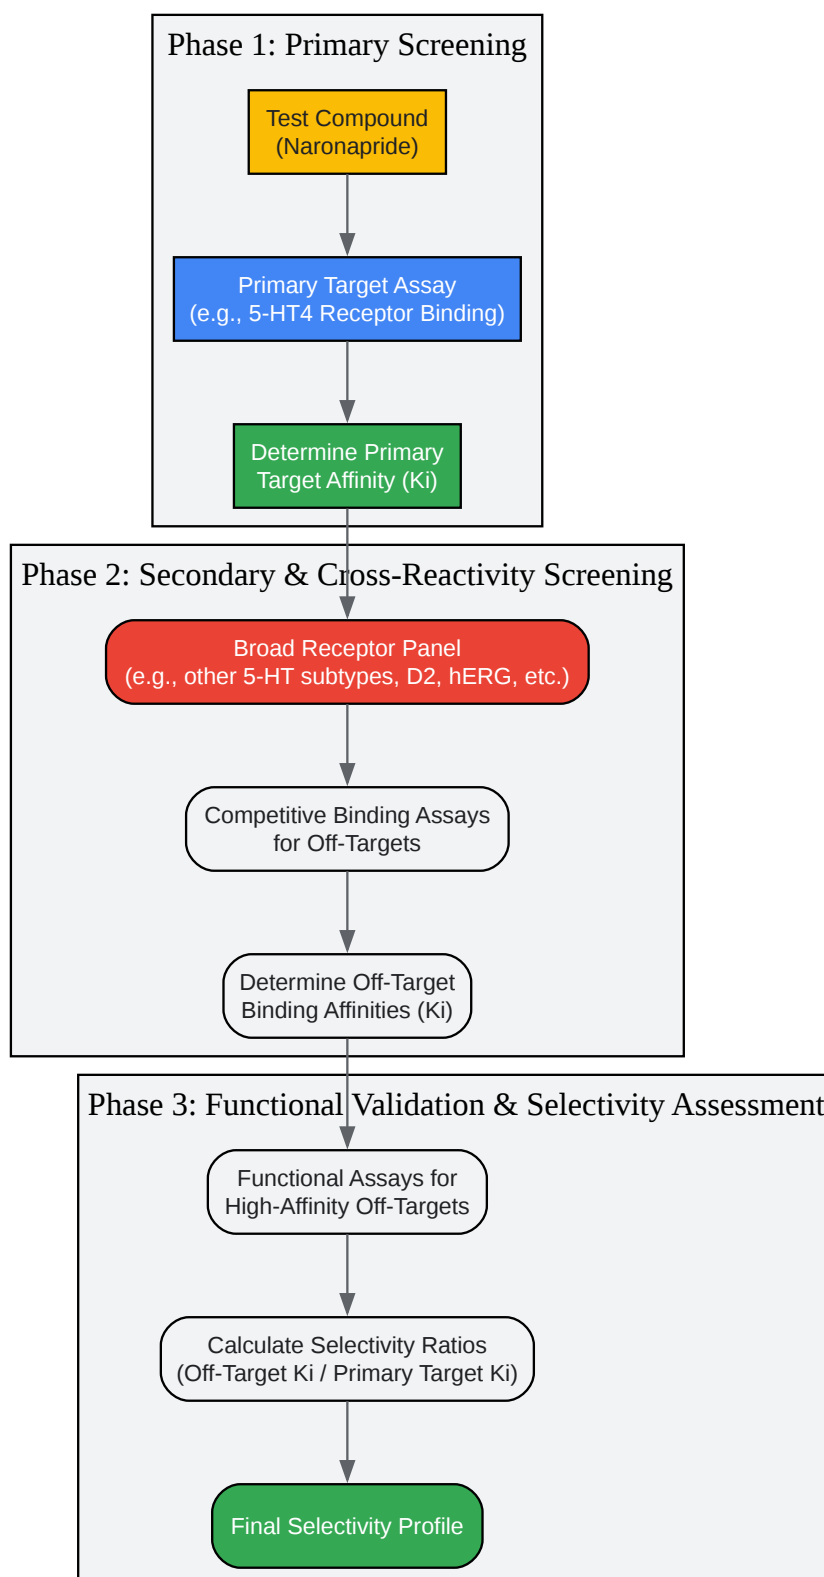 Phase 1: Primary Screening
Test Compound
(Naronapride)
Primary Target Assay
(e.g., 5-HT4 Receptor Binding)
Determine Primary
Target Affinity (Ki)
Phase 2: Secondary & Cross-Reactivity Screening
Broad Receptor Panel
(e.g., other 5-HT subtypes, D2, hERG, etc.)
Competitive Binding Assays
for Off-Targets
Determine Off-Target
Binding Affinities (Ki)
Phase 3: Functional Validation & Selectivity Assessment
Functional Assays for
High-Affinity Off-Targets
Calculate Selectivity Ratios
(Off-Target Ki / Primary Target Ki)
Final Selectivity Profile